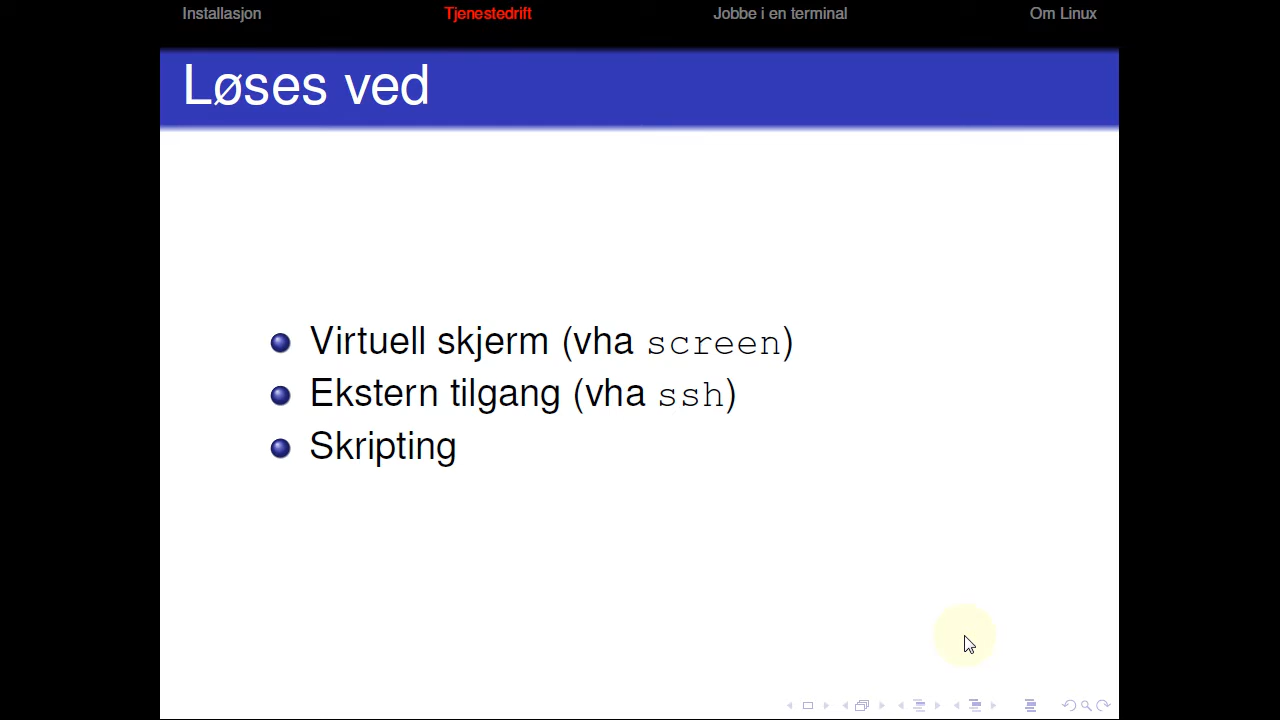 Installasjon Tjenestedrift Jobbe i en terminal Om Linux
Løses ved
Virtuell skjerm (vha screen)
Ekstern tilgang (vha ssh)
Skripting